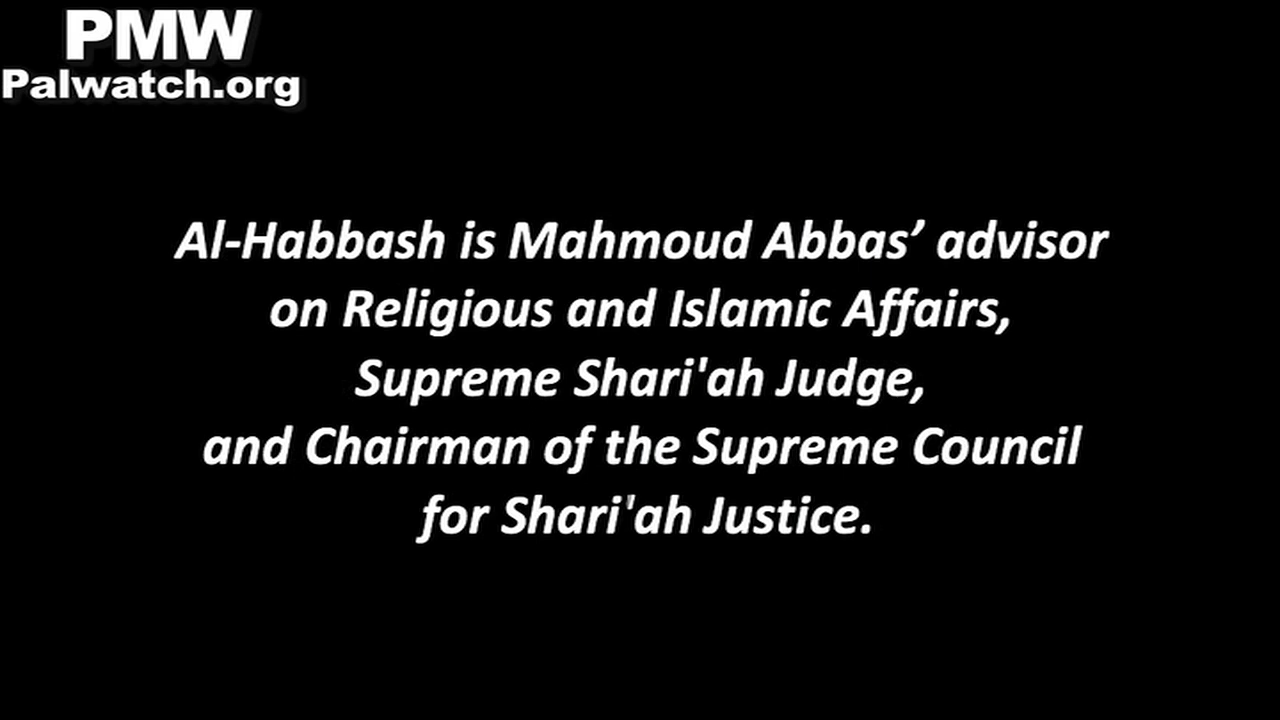 PMW
Palwatch.org
Al-Habbash is Mahmoud Abbas’ advisor
on Religious and Islamic Affairs,
Supreme Shari'ah Judge,
and Chairman of the Supreme Council
for Shari'ah Justice.